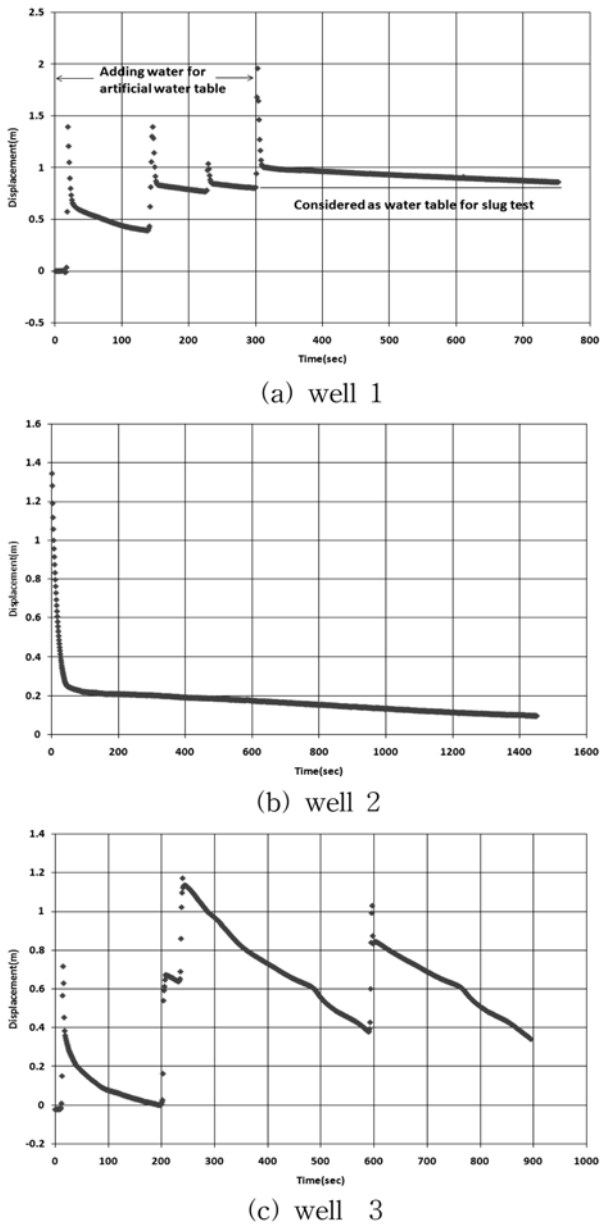 2.5
2
1.5
1
0.5
0
-0.5
Displacement(m)
Adding water for
artificial water table
Considered as water table for slug test
0 100 200 300 400 500 600 700 800
Time(sec)
(a) well 1
1.6
1.4
1.2
1
0.8
0.6
0.4
0.2
0
Displacement(m)
0 200 400 600 800 1000 1200 1400 1600
Time(sec)
(b) well 2
1.4
1.2
1
0.8
0.6
0.4
0.2
0
-0.2
Displacement(m)
0 100 200 300 400 500 600 700 800 900 1000
Time(sec)
(c) well 3